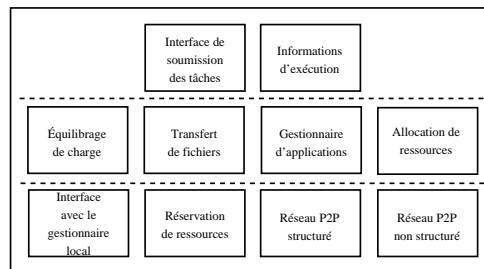 Interface de
soumission
des tâches
Informations
d'exécution
Équilibrage
de charge
Transfert
de fichiers
Gestionnaire
d'applications
Allocation de
ressources
Interface
avec le
gestionnaire
local
Réservation
de ressources
Réseau P2P
structuré
Réseau P2P
non structuré